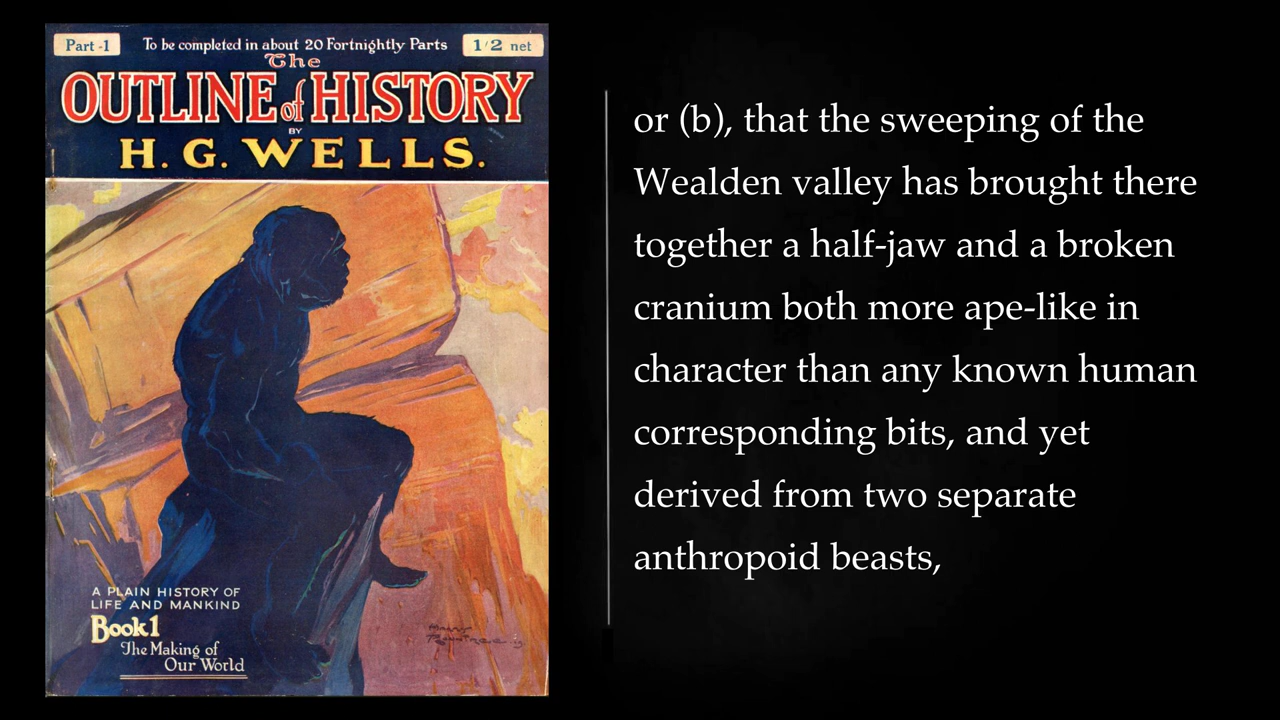 Part -1
To be completed in about 20 Fortnightly Parts
1/2 net
The
OUTLINE of HISTORY
BY
H. G. WELLS.
A PLAIN HISTORY OF
LIFE AND MANKIND
Book 1
The Making of
Our World
or (b), that the sweeping of the
Wealden valley has brought there
together a half-jaw and a broken
cranium both more ape-like in
character than any known human
corresponding bits, and yet
derived from two separate
anthropoid beasts,